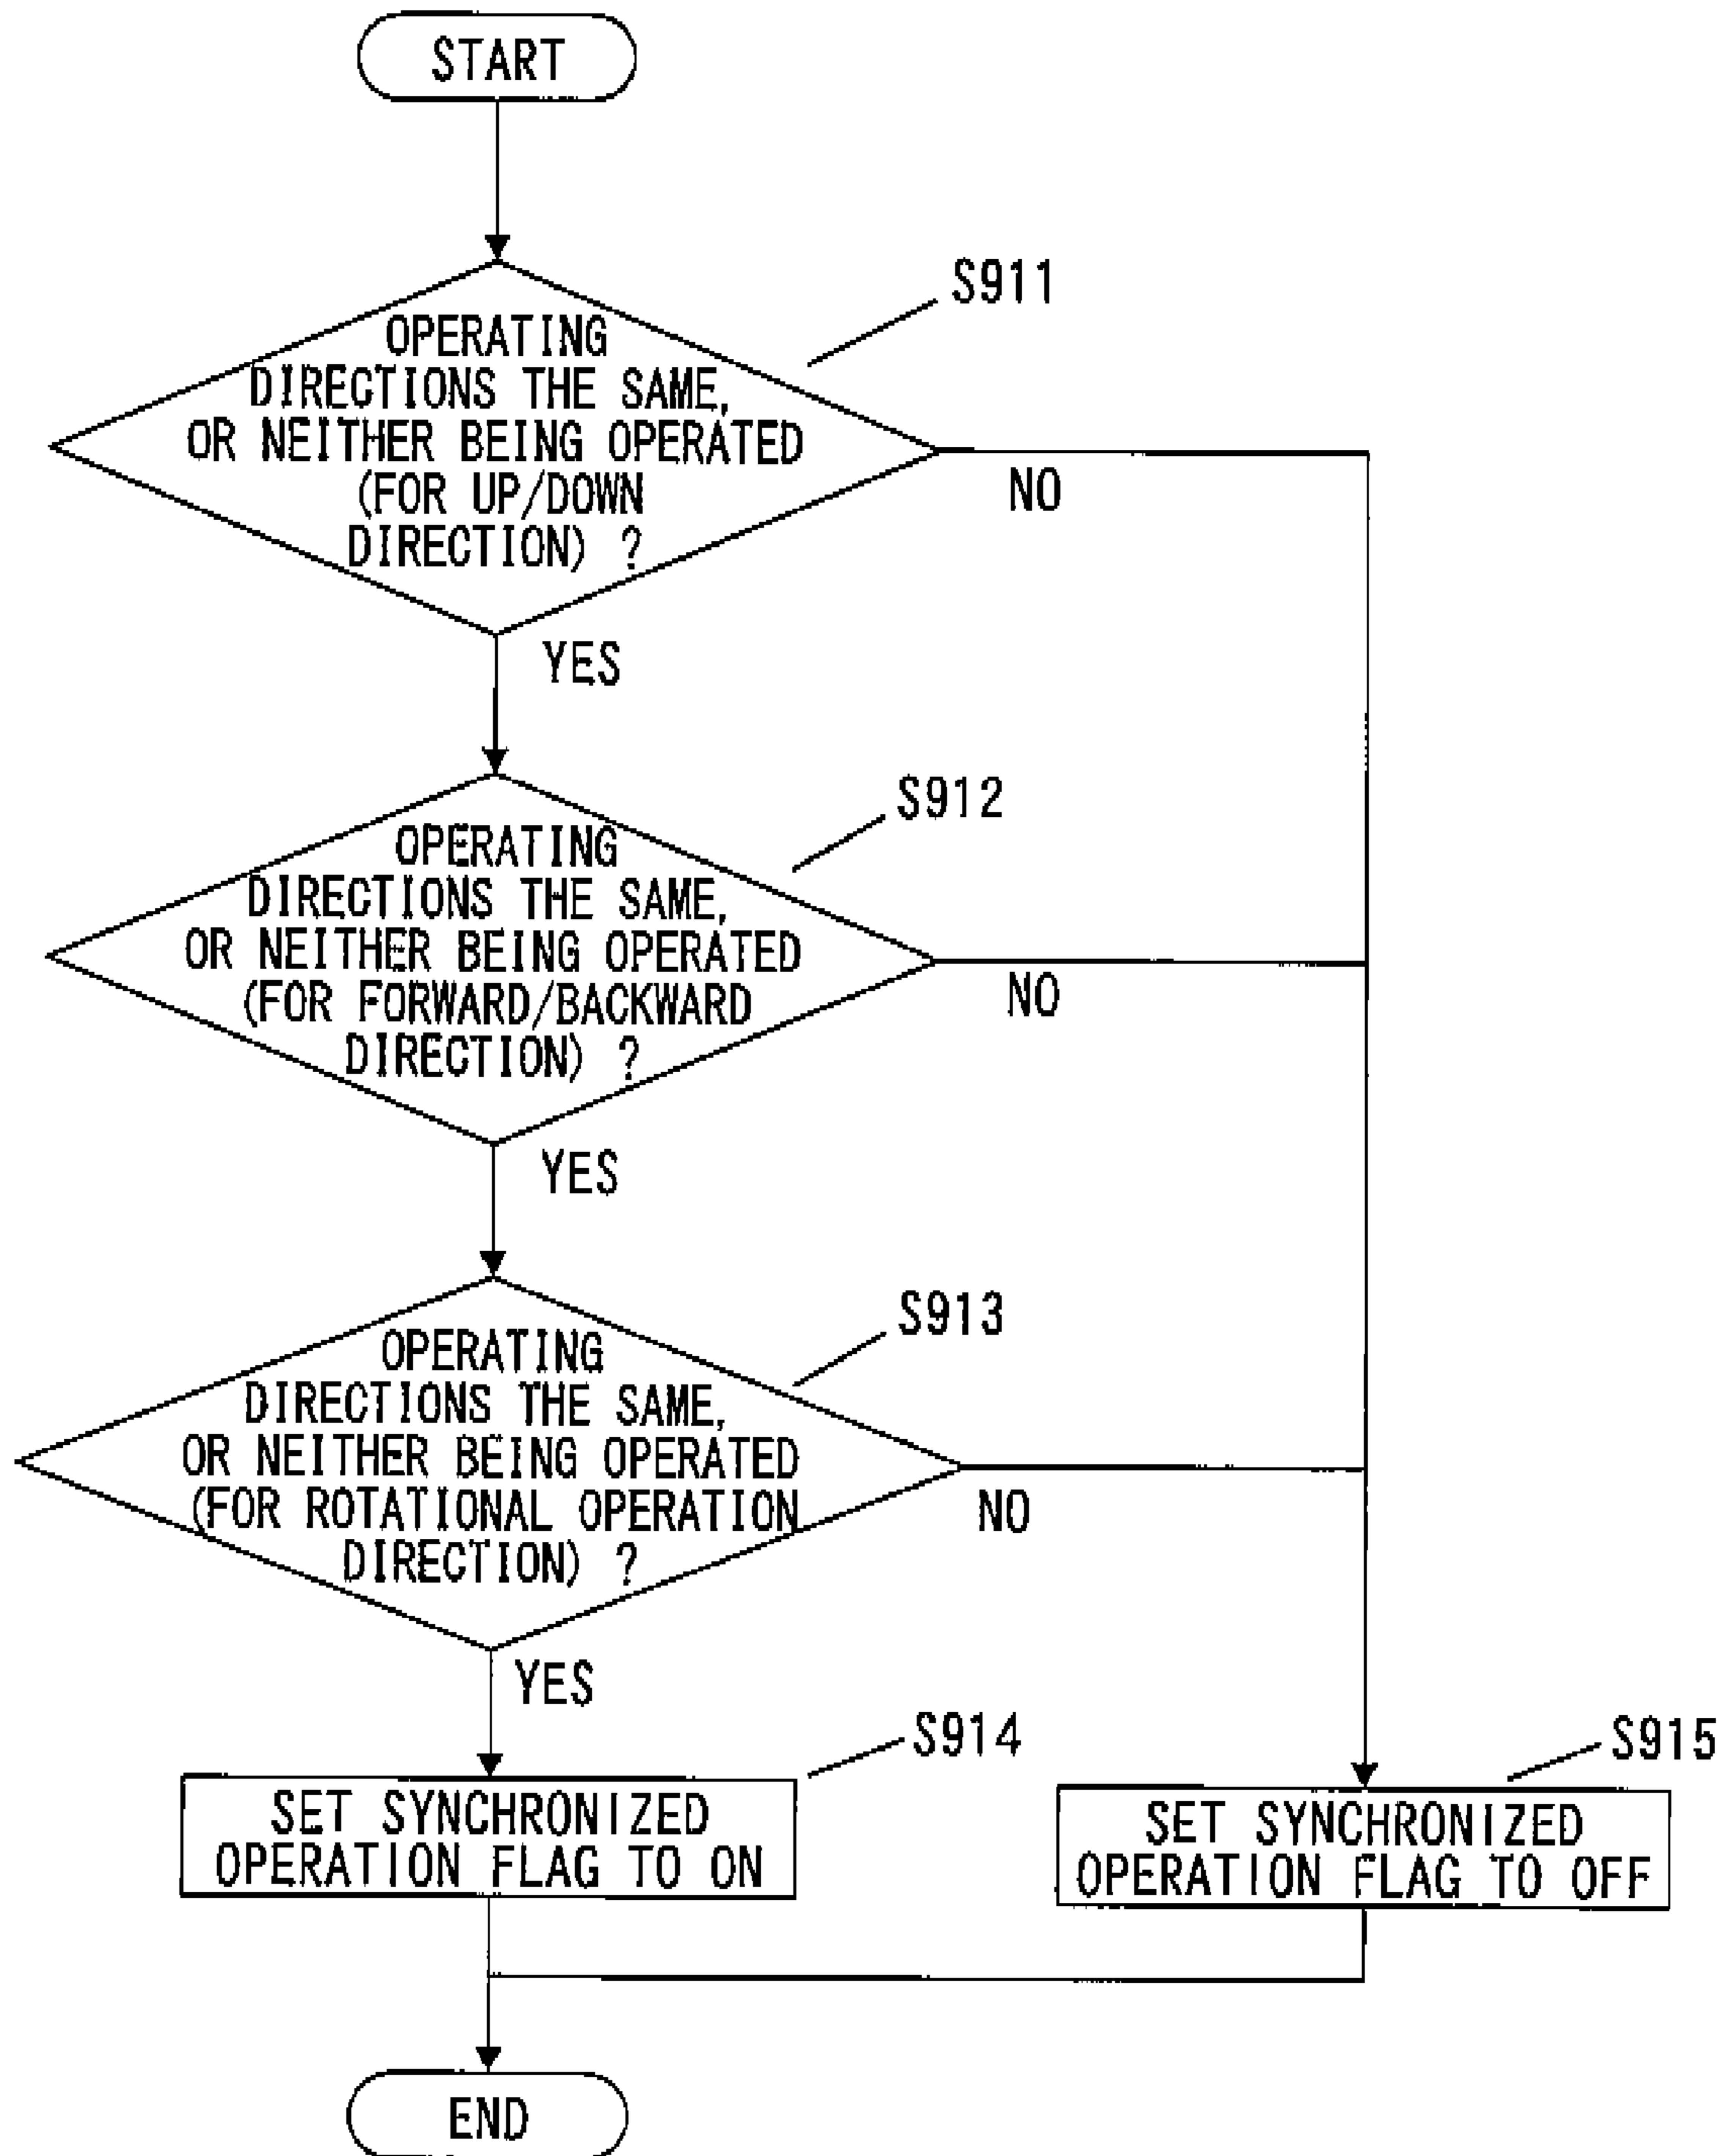 START
S911
OPERATING
DIRECTIONS THE SAME,
OR NEITHER BEING OPERATED
(FOR UP/DOWN
DIRECTION) ?
NO
YES
S912
OPERATING
DIRECTIONS THE SAME,
OR NEITHER BEING OPERATED
(FOR FORWARD/BACKWARD
DIRECTION) ?
NO
YES
S913
OPERATING
DIRECTIONS THE SAME,
OR NEITHER BEING OPERATED
(FOR ROTATIONAL OPERATION
DIRECTION) ?
NO
YES
S914
SET SYNCHRONIZED
OPERATION FLAG TO ON
S915
SET SYNCHRONIZED
OPERATION FLAG TO OFF
END